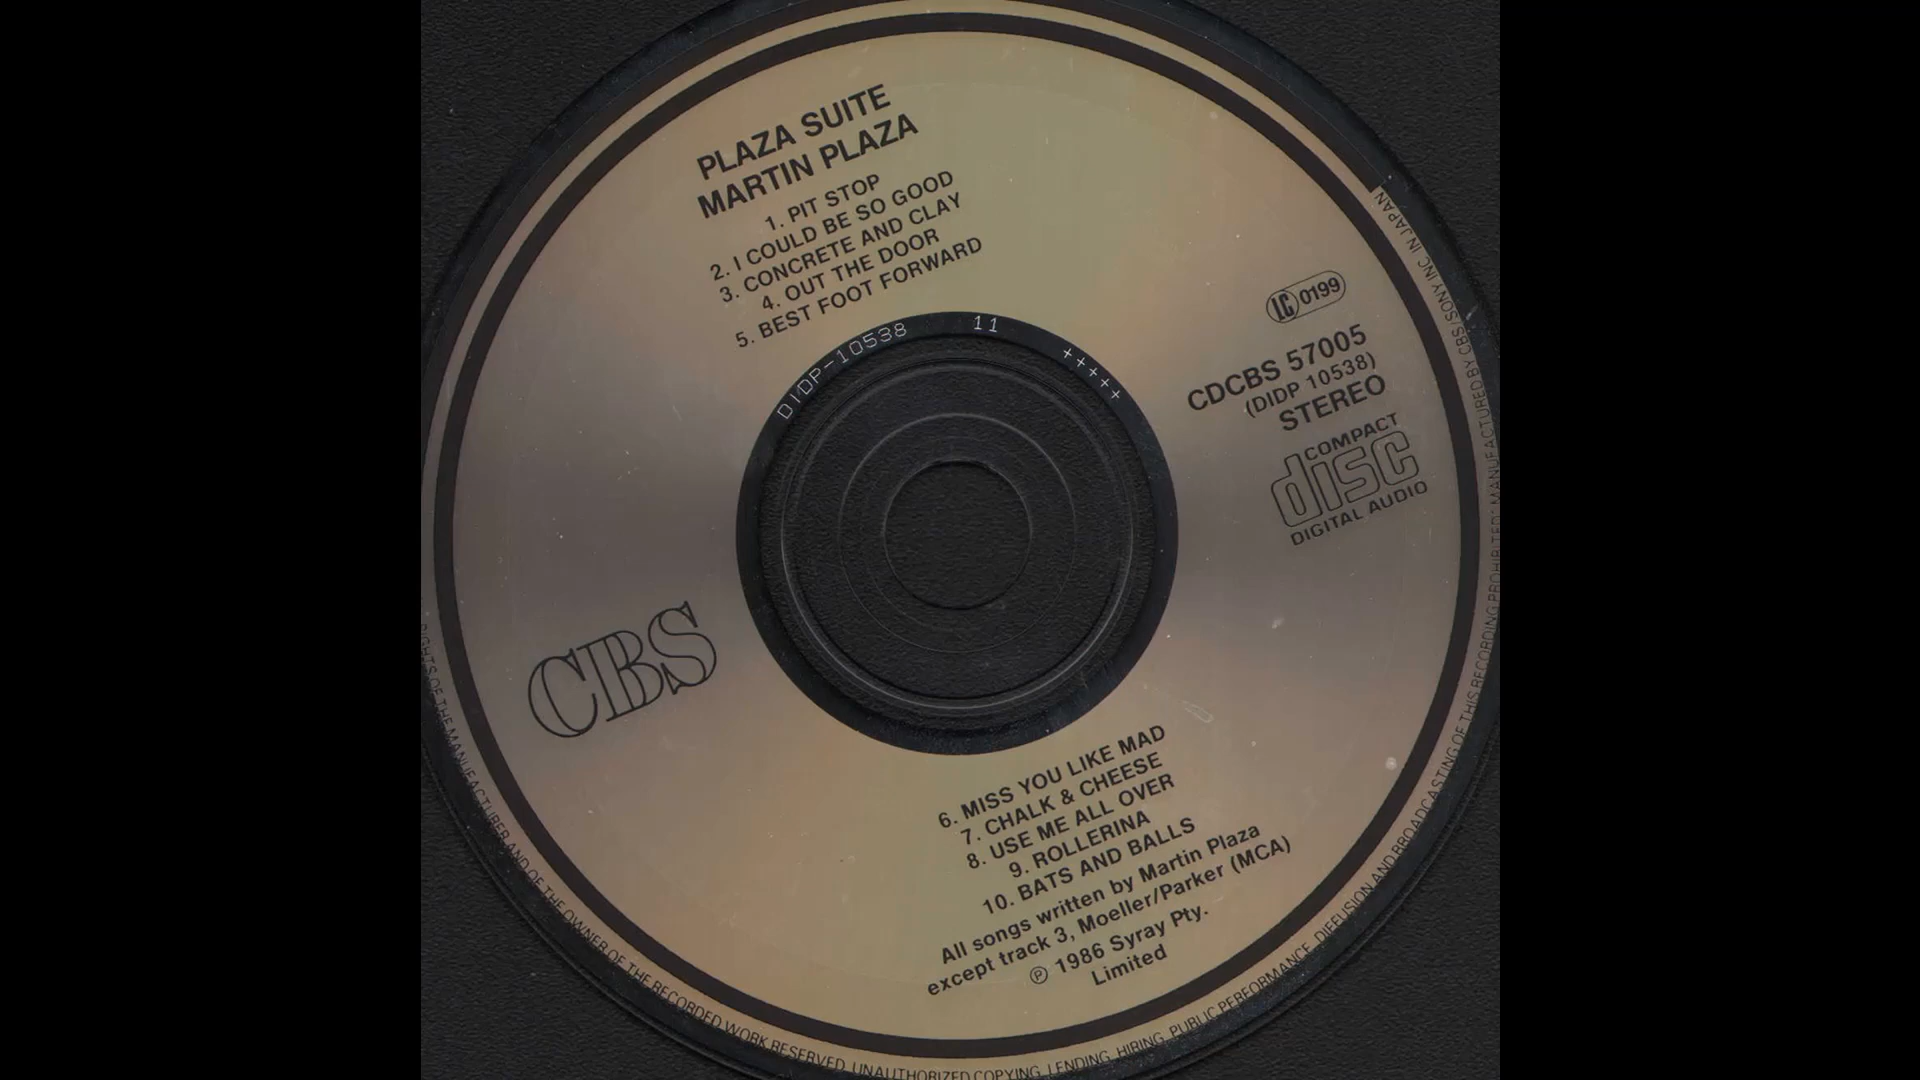 PLAZA SUITE
MARTIN PLAZA
1. PIT STOP
2. I COULD BE SO GOOD
3. CONCRETE AND CLAY
4. OUT THE DOOR
5. BEST FOOT FORWARD
DIDP-10538 11 +++++
LC 0199
CDCBS 57005
(DIDP 10538)
STEREO
COMPACT
disc
DIGITAL AUDIO
CBS
6. MISS YOU LIKE MAD
7. CHALK & CHEESE
8. USE ME ALL OVER
9. ROLLERINA
10. BATS AND BALLS
All songs written by Martin Plaza
except track 3, Moeller/Parker (MCA)
℗ 1986 Syray Pty.
Limited
OF THE MANUFACTURER AND OF THE OWNER OF THE RECORDED WORK RESERVED. UNAUTHORIZED COPYING, LENDING, HIRING, PUBLIC PERFORMANCE, DIFFUSION AND BROADCASTING OF THIS RECORDING PROHIBITED. MANUFACTURED BY CBS/SONY INC. IN JAPAN